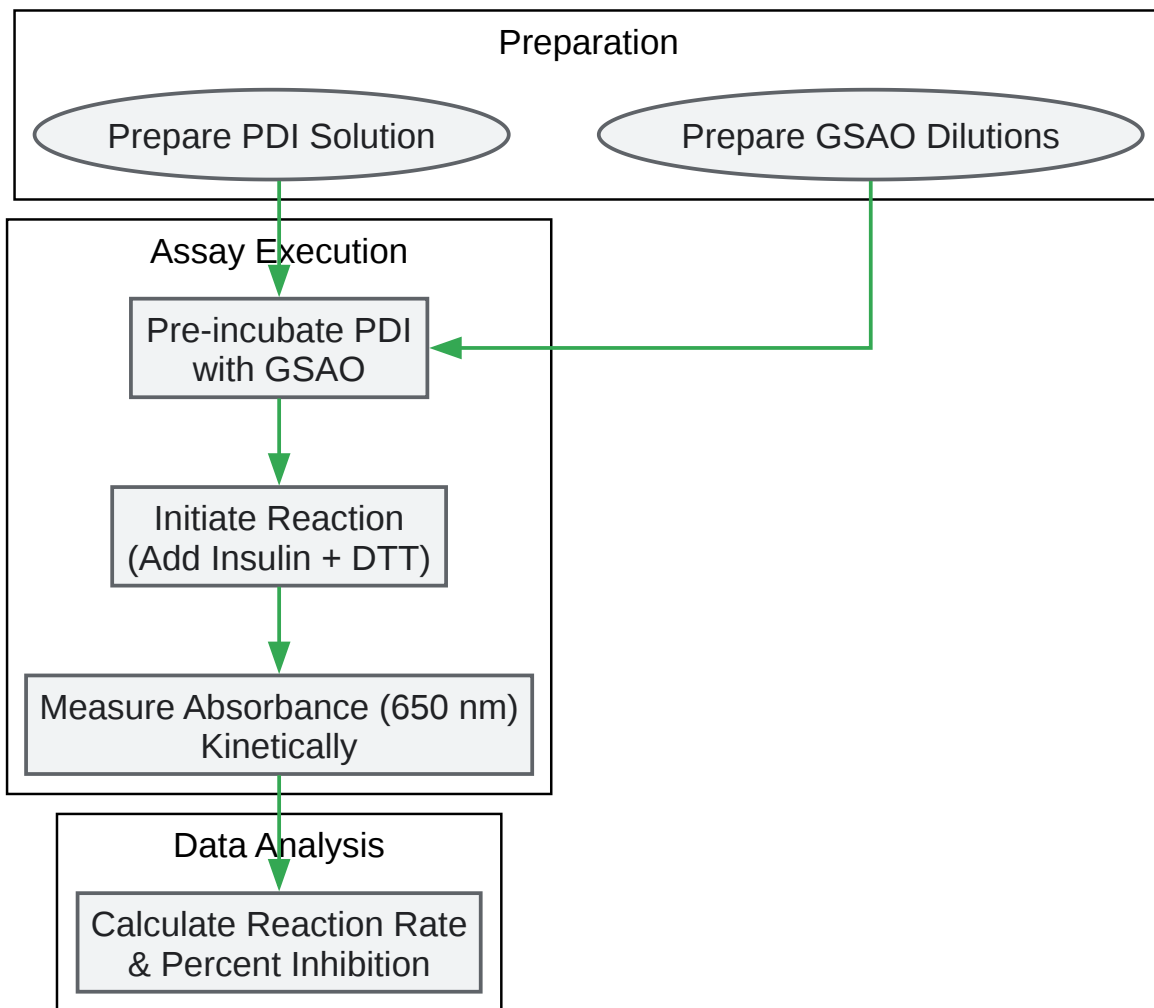 Preparation
Prepare PDI Solution
Prepare GSAO Dilutions
Assay Execution
Pre-incubate PDI
with GSAO
Initiate Reaction
(Add Insulin + DTT)
Measure Absorbance (650 nm)
Kinetically
Data Analysis
Calculate Reaction Rate
& Percent Inhibition